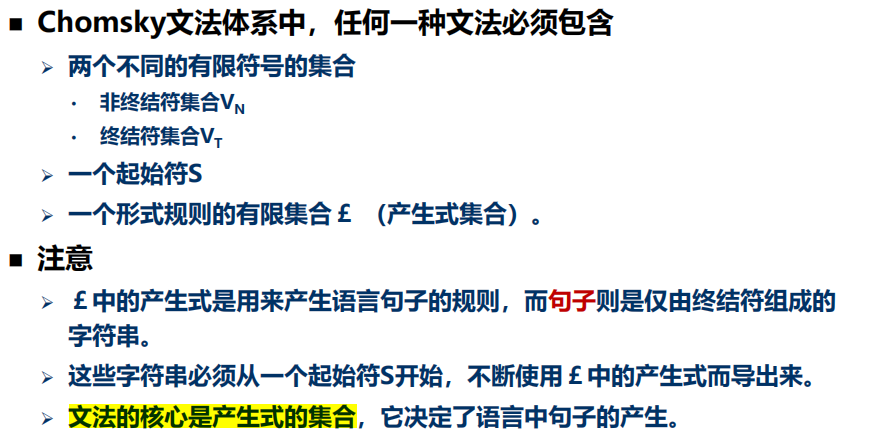 ■ Chomsky文法体系中，任何一种文法必须包含
➢ 两个不同的有限符号的集合
• 非终结符集合VN
• 终结符集合VT
➢ 一个起始符S
➢ 一个形式规则的有限集合￡ （产生式集合）。
■ 注意
➢ ￡中的产生式是用来产生语言句子的规则，而句子则是仅由终结符组成的
字符串。
➢ 这些字符串必须从一个起始符S开始，不断使用￡中的产生式而导出来。
➢ 文法的核心是产生式的集合，它决定了语言中句子的产生。